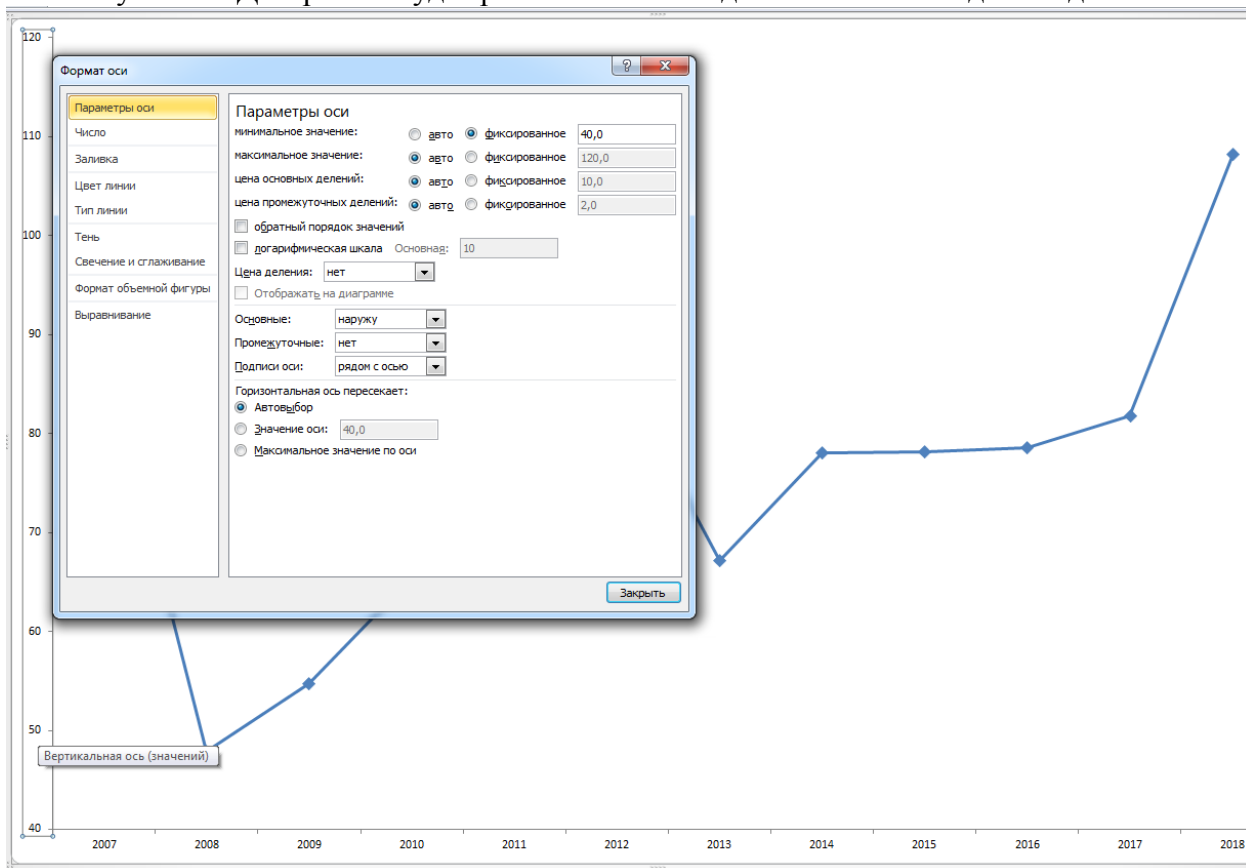 120
Формат оси
Параметры оси
Число
Заливка
Цвет линии
Тип линии
Тень
Свечение и сглаживание
Формат объемной фигуры
Выравнивание
Параметры оси
минимальное значение: авто фиксированное 40,0
максимальное значение: авто фиксированное 120,0
цена основных делений: авто фиксированное 10,0
цена промежуточных делений: авто фиксированное 2,0
обратный порядок значений
логарифмическая шкала Основная: 10
Цена деления: нет
Отображать на диаграмме
Основные: наружу
Промежуточные: нет
Подписи оси: рядом с осью
Горизонтальная ось пересекает:
Автовыбор
Значение оси: 40,0
Максимальное значение по оси
Закрыть
110
100
90
80
70
60
50
Вертикальная ось (значений)
40
2007 2008 2009 2010 2011 2012 2013 2014 2015 2016 2017 2018